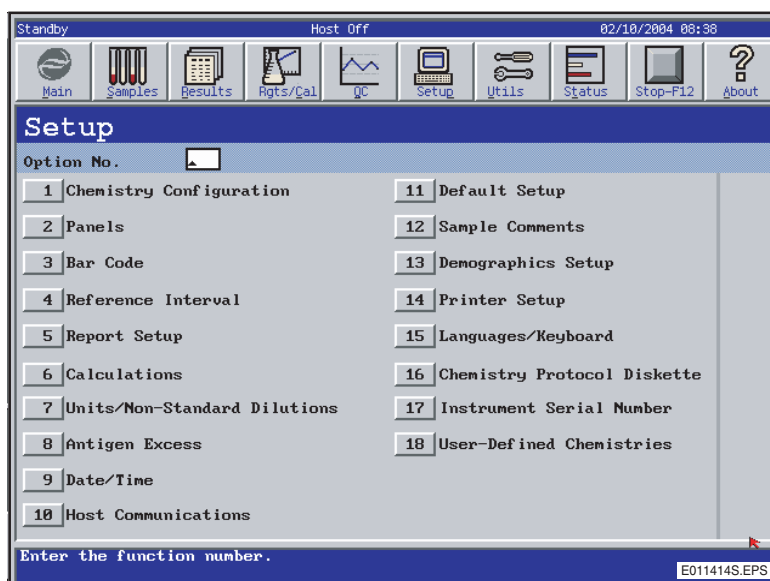 Standby Host Off 02/10/2004 08:38
Main Samples Results Rgts/Cal QC Setup Utils Status Stop-F12 About
Setup
Option No.
1 Chemistry Configuration
2 Panels
3 Bar Code
4 Reference Interval
5 Report Setup
6 Calculations
7 Units/Non-Standard Dilutions
8 Antigen Excess
9 Date/Time
10 Host Communications
11 Default Setup
12 Sample Comments
13 Demographics Setup
14 Printer Setup
15 Languages/Keyboard
16 Chemistry Protocol Diskette
17 Instrument Serial Number
18 User-Defined Chemistries
Enter the function number.
E011414S.EPS